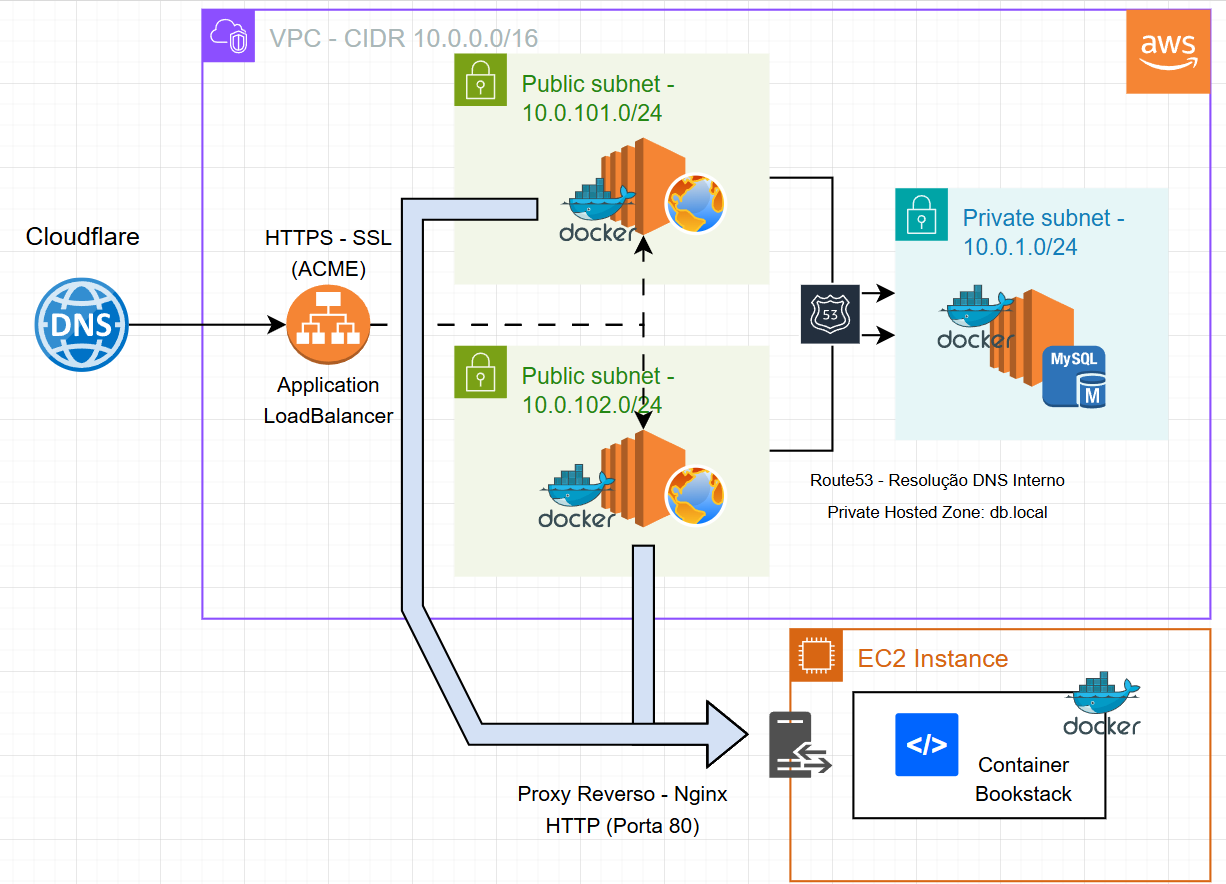 VPC - CIDR 10.0.0.0/16
aws
Public subnet -
10.0.101.0/24
docker
Private subnet -
10.0.1.0/24
Cloudflare
DNS
HTTPS - SSL
(ACME)
Application
LoadBalancer
53
docker
MySQL
M
Public subnet -
10.0.102.0/24
docker
Route53 - Resolução DNS Interno
Private Hosted Zone: db.local
EC2 Instance
docker
</>
Container
Bookstack
Proxy Reverso - Nginx
HTTP (Porta 80)